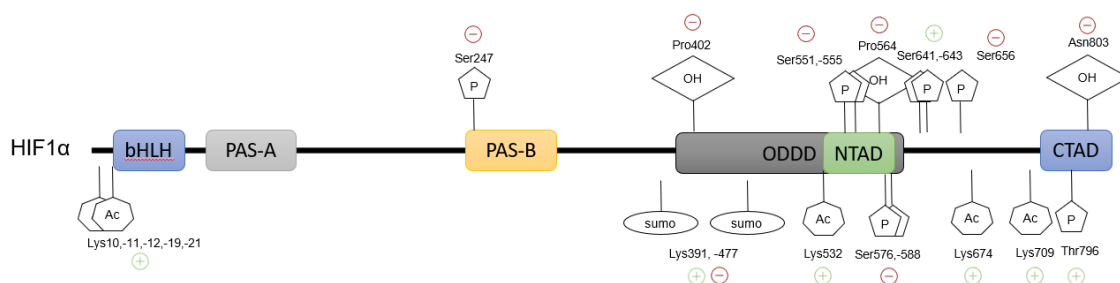 Ser247
Pro402
Ser551,-555
Pro564
Ser641,-643
Ser656
Asn803
P
OH
P
OH
P
P
OH
HIF1α
bHLH
PAS-A
PAS-B
ODDD
NTAD
CTAD
Ac
sumo
sumo
Ac
P
Ac
Ac
P
Lys10,-11,-12,-19,-21
Lys391, -477
Lys532
Ser576,-588
Lys674
Lys709
Thr796